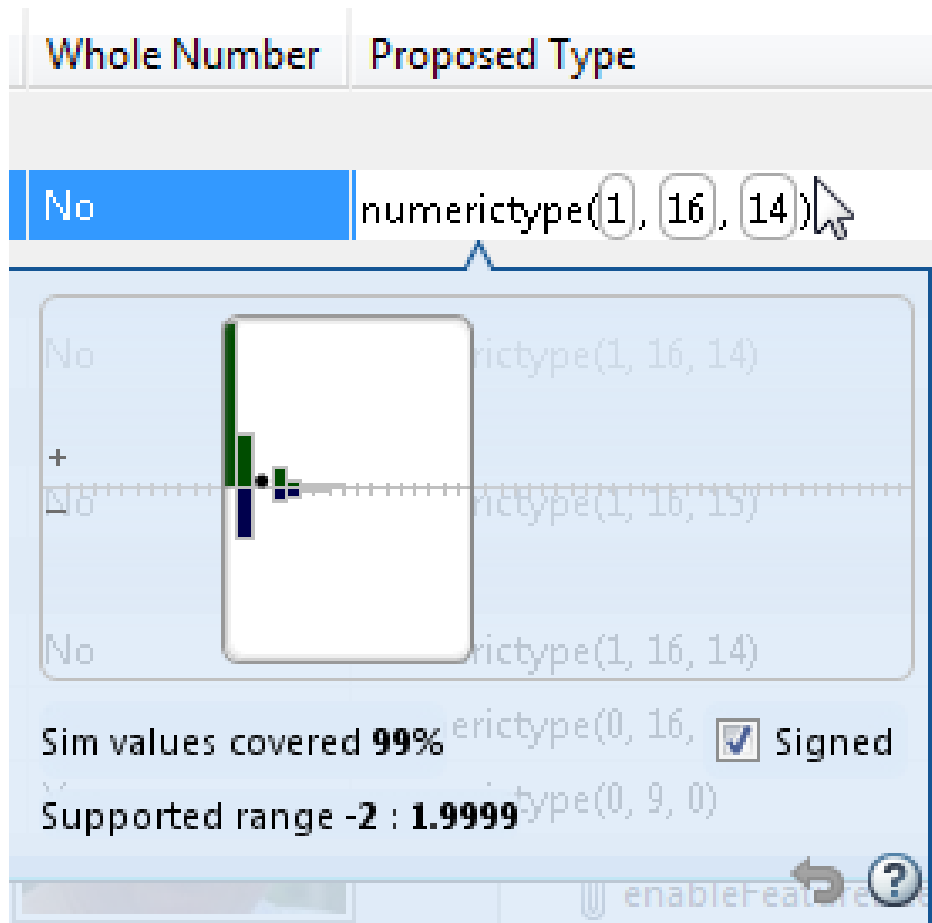 Whole Number Proposed Type
No numerictype(1, 16, 14)
No rictype(1, 16, 14)
+
No rictype(1, 16, 15)
−
No rictype(1, 16, 14)
Sim values covered 99% erictype(0, 16, Signed
Supported range -2 : 1.9999 type(0, 9, 0)
?